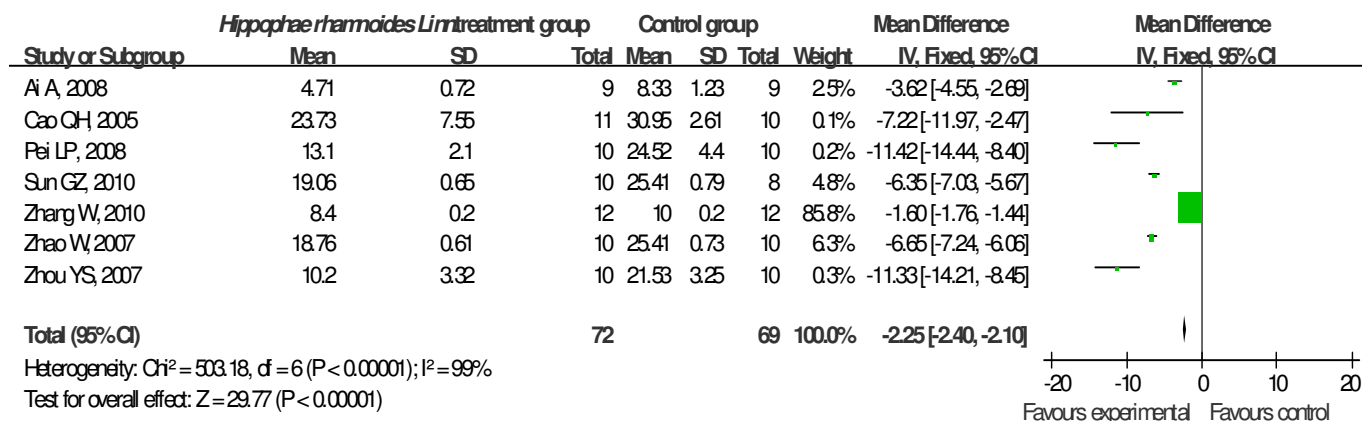 Hippophae rhamnoides Linn treatment group Control group Mean Difference Mean Difference
Study or Subgroup Mean SD Total Mean SD Total Weight IV, Fixed, 95% CI IV, Fixed, 95% CI
Ai A, 2008 4.71 0.72 9 8.33 1.23 9 2.5% -3.62 [-4.55, -2.69]
Cao QH, 2005 23.73 7.55 11 30.95 2.61 10 0.1% -7.22 [-11.97, -2.47]
Pei LP, 2008 13.1 2.1 10 24.52 4.4 10 0.2% -11.42 [-14.44, -8.40]
Sun GZ, 2010 19.06 0.65 10 25.41 0.79 8 4.8% -6.35 [-7.03, -5.67]
Zhang W, 2010 8.4 0.2 12 10 0.2 12 85.8% -1.60 [-1.76, -1.44]
Zhao W, 2007 18.76 0.61 10 25.41 0.73 10 6.3% -6.65 [-7.24, -6.06]
Zhou YS, 2007 10.2 3.32 10 21.53 3.25 10 0.3% -11.33 [-14.21, -8.45]
Total (95% CI) 72 69 100.0% -2.25 [-2.40, -2.10]
Heterogeneity: Chi² = 503.18, df = 6 (P < 0.00001); I² = 99%
Test for overall effect: Z = 29.77 (P < 0.00001)
-20 -10 0 10 20
Favours experimental Favours control